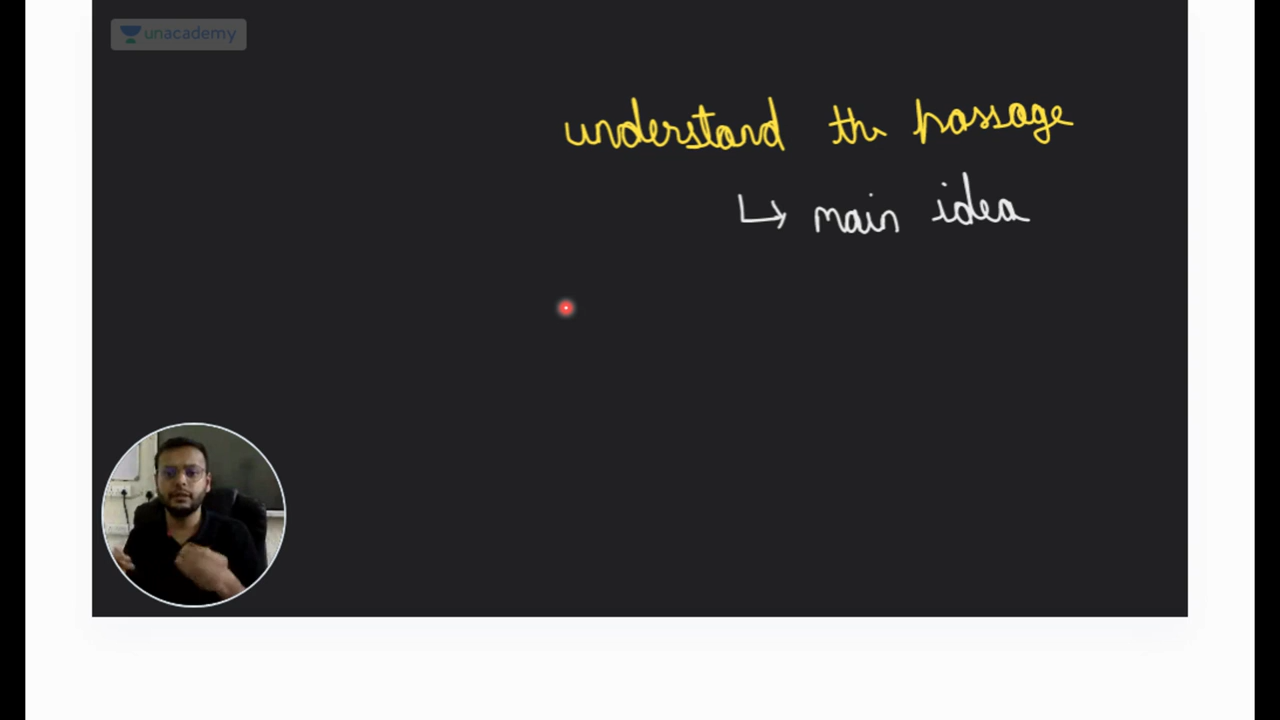 unacademy
understand the passage
↳ main idea